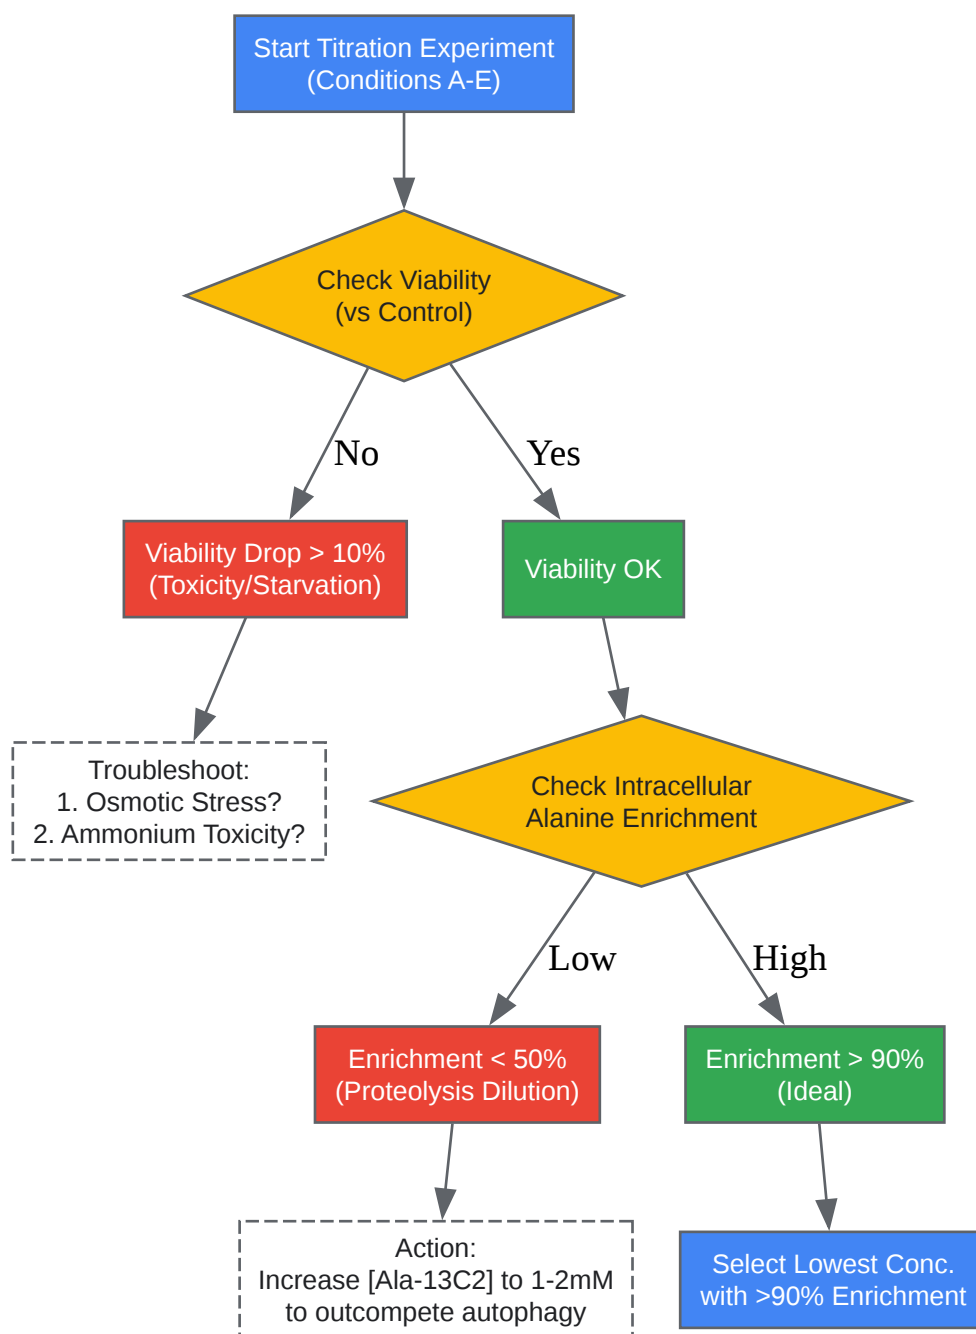 Start Titration Experiment
(Conditions A-E)
Check Viability
(vs Control)
No
Yes
Viability Drop > 10%
(Toxicity/Starvation)
Viability OK
Troubleshoot:
1. Osmotic Stress?
2. Ammonium Toxicity?
Check Intracellular
Alanine Enrichment
Low
High
Enrichment < 50%
(Proteolysis Dilution)
Enrichment > 90%
(Ideal)
Action:
Increase [Ala-13C2] to 1-2mM
to outcompete autophagy
Select Lowest Conc.
with >90% Enrichment